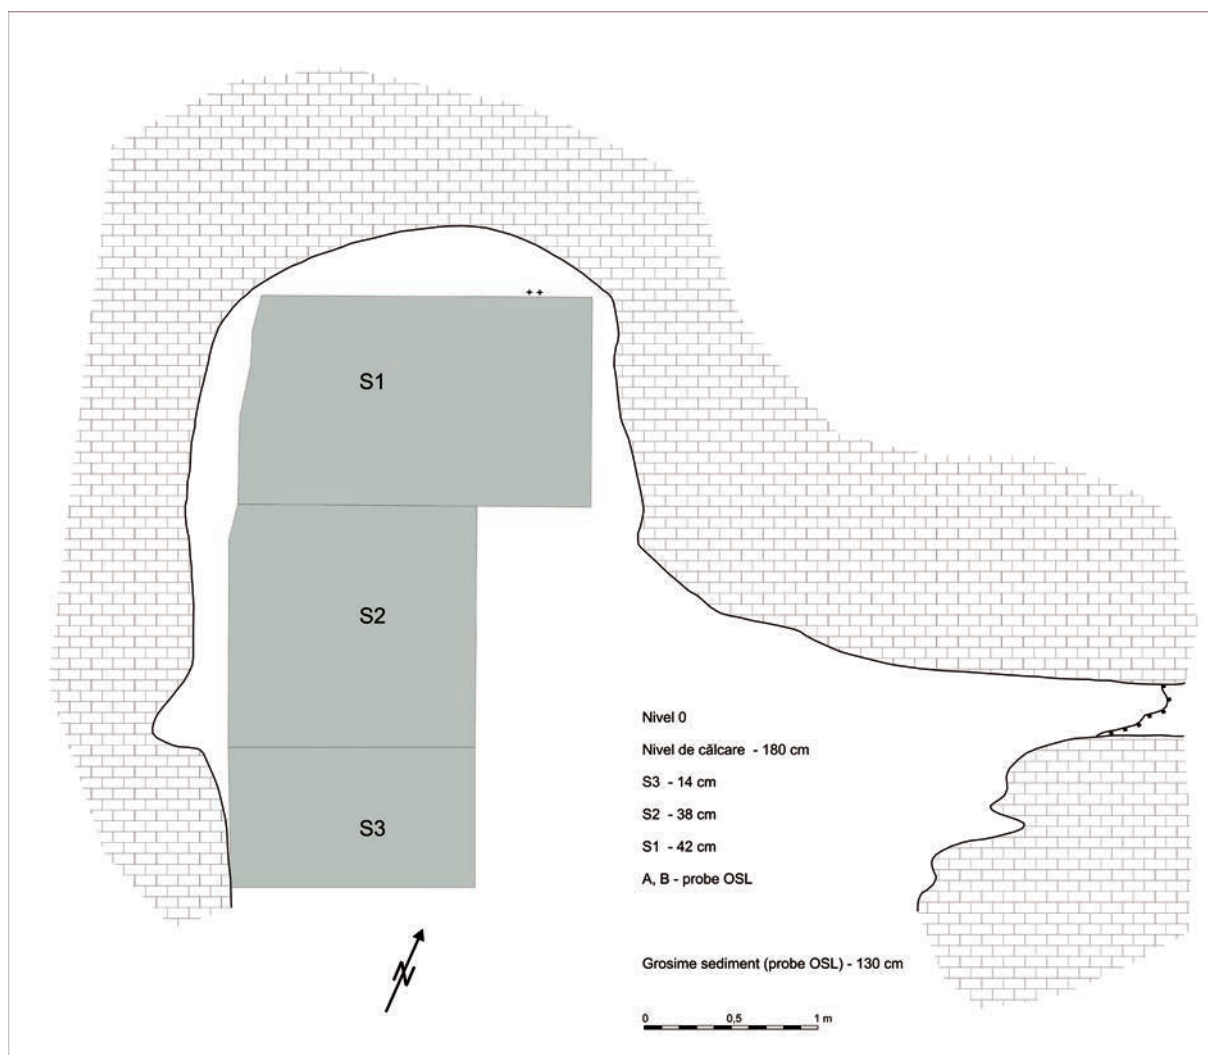 S1
S2
S3
Nivel 0
Nivel de călcare - 180 cm
S3 - 14 cm
S2 - 38 cm
S1 - 42 cm
A, B - probe OSL
Grosime sediment (probe OSL) - 130 cm
N
0 0,5 1 m